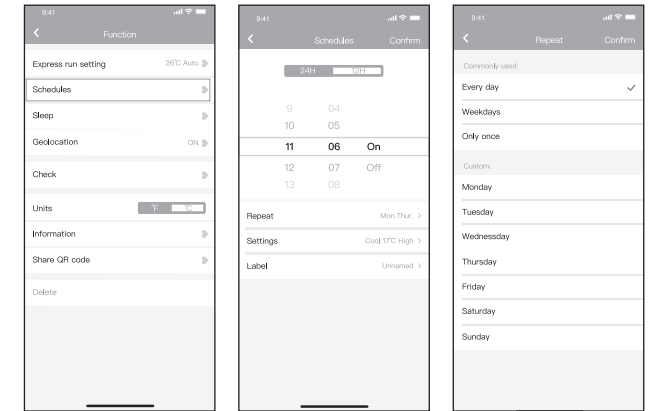 9:41
Function
Express run setting 26°C Auto
Schedules
Sleep
Geolocation ON
Check
Units °F °C
Information
Share QR code
Delete
9:41
Schedules Confirm
24H 12H
9 04
10 05
11 06 On
12 07 Off
13 08
Repeat Mon.Thur. >
Settings Cool 17°C High >
Label Unnamed >
9:41
Repeat Confirm
Commonly used:
Every day
Weekdays
Only once
Custom:
Monday
Tuesday
Wednessday
Thursday
Friday
Saturday
Sunday